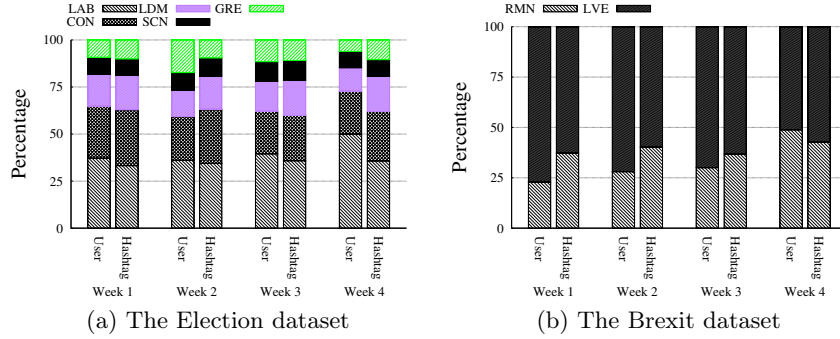 LAB LDM GRE
CON SCN
100
75
50
25
0
Percentage
User Hashtag User Hashtag User Hashtag User Hashtag
Week 1 Week 2 Week 3 Week 4
(a) The Election dataset
RMN LVE
100
75
50
25
0
Percentage
User Hashtag User Hashtag User Hashtag User Hashtag
Week 1 Week 2 Week 3 Week 4
(b) The Brexit dataset